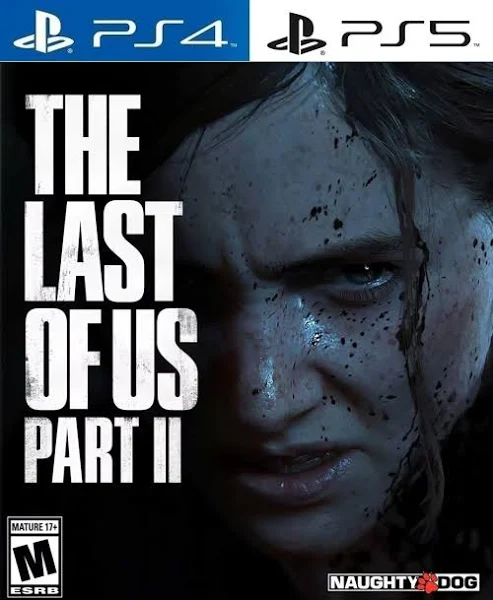 PS4 PS5
THE
LAST
OF US
PART II
MATURE 17+
M
ESRB
NAUGHTY DOG